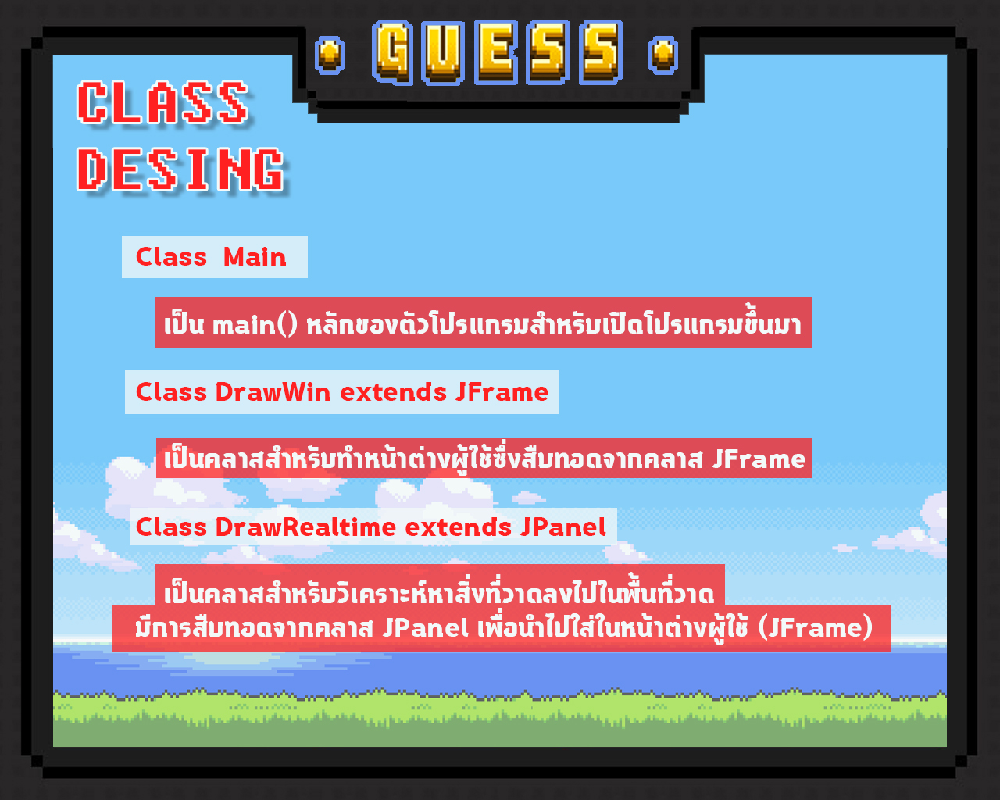 GUESS
CLASS
DESING
Class Main
เป็น main() หลักของตัวโปรแกรมสำหรับเปิดโปรแกรมขึ้นมา
Class DrawWin extends JFrame
เป็นคลาสสำหรับทำหน้าต่างผู้ใช้ซึ่งสืบทอดจากคลาส JFrame
Class DrawRealtime extends JPanel
เป็นคลาสสำหรับวิเคราะห์หาสิ่งที่วาดลงไปในพื้นที่วาด
มีการสืบทอดจากคลาส JPanel เพื่อนำไปใส่ในหน้าต่างผู้ใช้ (JFrame)